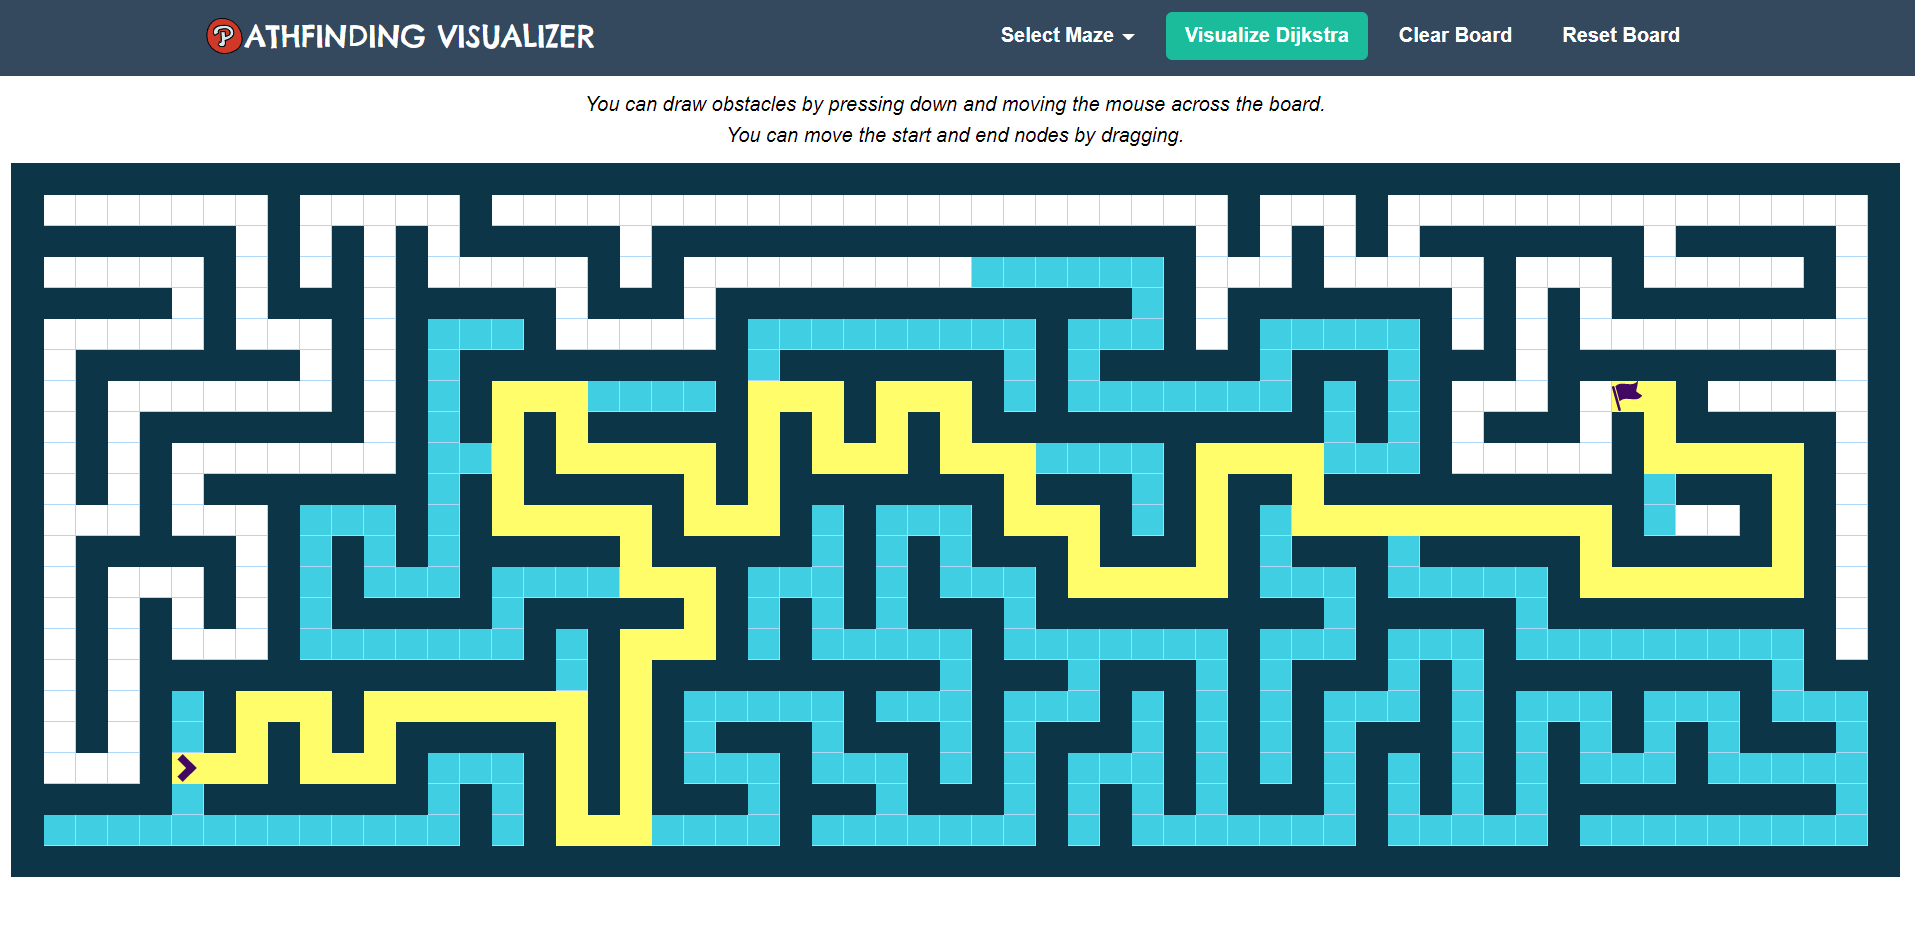 PATHFINDING VISUALIZER
Select Maze
Visualize Dijkstra
Clear Board
Reset Board
You can draw obstacles by pressing down and moving the mouse across the board.
You can move the start and end nodes by dragging.